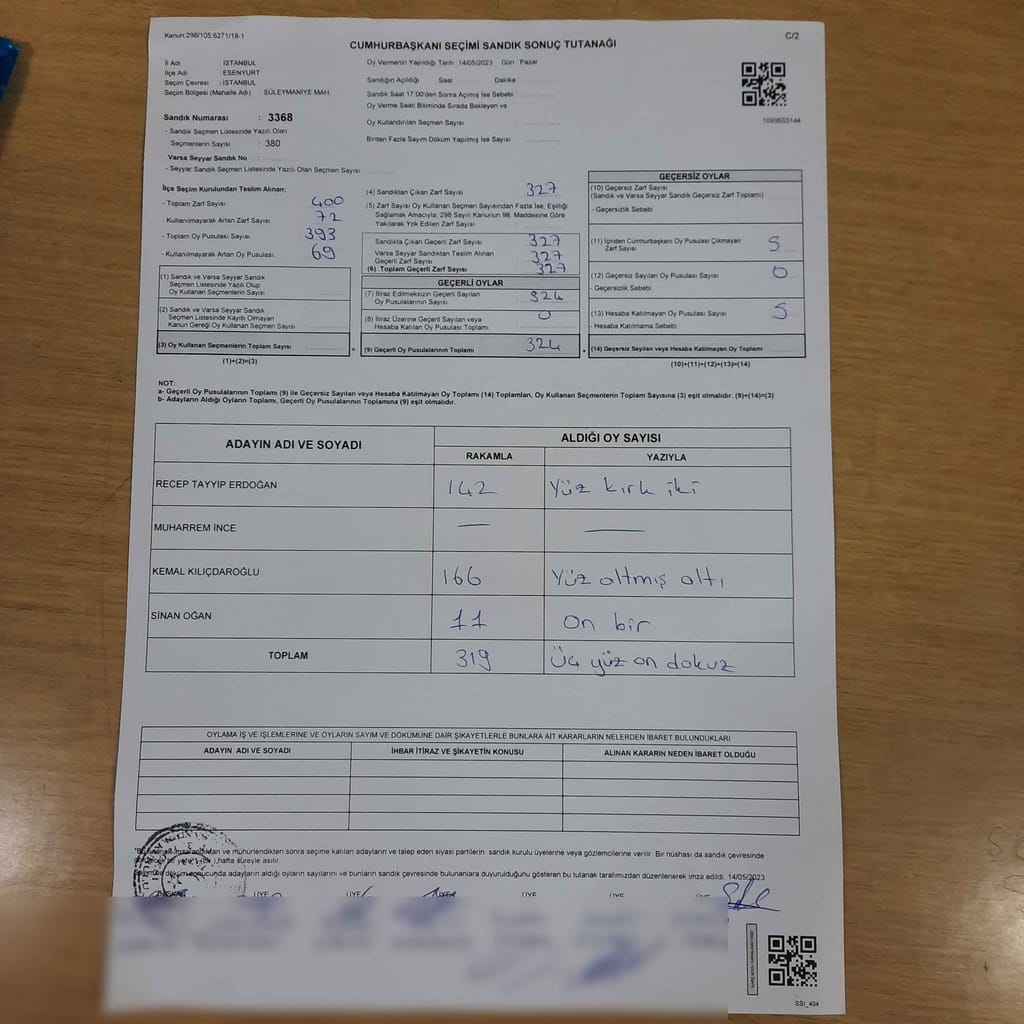 Kanun:298/105;6271/18-1
C/2
CUMHURBAŞKANI SEÇİMİ SANDIK SONUÇ TUTANAĞI
İl Adı : İSTANBUL
İlçe Adı : ESENYURT
Seçim Çevresi : İSTANBUL
Seçim Bölgesi (Mahalle Adı) : SÜLEYMANİYE MAH.
Sandık Numarası : 3368
- Sandık Seçmen Listesinde Yazılı Olan
Seçmenlerin Sayısı : 380
Varsa Seyyar Sandık No :
- Seyyar Sandık Seçmen Listesinde Yazılı Olan Seçmen Sayısı
Oy Vermenin Yapıldığı Tarih 14/05/2023 Gün Pazar
Sandığın Açıldığı Saat Dakika
Sandık Saat 17:00'den Sonra Açımış İse Sebebi
Oy Verme Saati Bitiminde Sırada Bekleyen ve
Oy Kullandırılan Seçmen Sayısı
Birden Fazla Sayım Döküm Yapılmış İse Sayısı
1093655144
İlçe Seçim Kurulundan Teslim Alınan;
- Toplam Zarf Sayısı 400
- Kullanılmayarak Artan Zarf Sayısı 72
- Toplam Oy Pusulası Sayısı 393
- Kullanılmayarak Artan Oy Pusulası 69
(1) Sandık ve Varsa Seyyar Sandık
Seçmen Listesinde Yazılı Olup
Oy Kullanan Seçmenlerin Sayısı
(2) Sandık ve Varsa Seyyar Sandık
Seçmen Listesinde Kayıtlı Olmayan
Kanun Gereği Oy Kullanan Seçmen Sayısı
(3) Oy Kullanan Seçmenlerin Toplam Sayısı
(1)+(2)=(3)
=
(4) Sandıktan Çıkan Zarf Sayısı 327
(5) Zarf Sayısı Oy Kullanan Seçmen Sayısından Fazla İse, Eşitliği
Sağlamak Amacıyla; 298 Sayılı Kanunun 98. Maddesine Göre
Yakılarak Yok Edilen Zarf Sayısı
Sandıkta Çıkan Geçerli Zarf Sayısı 327
Varsa Seyyar Sandıktan Teslim Alınan
Geçerli Zarf Sayısı 327
(6) Toplam Geçerli Zarf Sayısı 327
GEÇERLİ OYLAR
(7) İtiraz Edilmeksizin Geçerli Sayılan
Oy Pusulalarının Sayısı 324
(8) İtiraz Üzerine Geçerli Sayılan veya
Hesaba Katılan Oy Pusulası Toplamı 0
(9) Geçerli Oy Pusulalarının Toplamı 324
+
GEÇERSİZ OYLAR
(10) Geçersiz Zarf Sayısı
(Sandık ve Varsa Seyyar Sandık Geçersiz Zarf Toplamı)
- Geçersizlik Sebebi
(11) İçinden Cumhurbaşkanı Oy Pusulası Çıkmayan
Zarf Sayısı 5
(12) Geçersiz Sayılan Oy Pusulası Sayısı 0
- Geçersizlik Sebebi
(13) Hesaba Katılmayan Oy Pusulası Sayısı 5
- Hesaba Katılmama Sebebi
(14) Geçersiz Sayılan veya Hesaba Katılmayan Oy Toplamı
(10)+(11)+(12)+(13)=(14)
NOT:
a- Geçerli Oy Pusulalarının Toplamı (9) ile Geçersiz Sayılan veya Hesaba Katılmayan Oy Toplamı (14) Toplamları, Oy Kullanan Seçmenlerin Toplam Sayısına (3) eşit olmalıdır. (9)+(14)=(3)
b- Adayların Aldığı Oyların Toplamı, Geçerli Oy Pusulalarının Toplamına (9) eşit olmalıdır.
ADAYIN ADI VE SOYADI ALDIĞI OY SAYISI
RAKAMLA YAZIYLA
RECEP TAYYİP ERDOĞAN 142 Yüz kırk iki
MUHARREM İNCE — —
KEMAL KILIÇDAROĞLU 166 Yüz altmış altı
SİNAN OĞAN 11 On bir
TOPLAM 319 Üç yüz on dokuz
OYLAMA İŞ VE İŞLEMLERİNE VE OYLARIN SAYIM VE DÖKÜMÜNE DAİR ŞİKAYETLERLE BUNLARA AİT KARARLARIN NELERDEN İBARET BULUNDUKLARI
ADAYIN ADI VE SOYADI İHBAR İTİRAZ VE ŞİKAYETİN KONUSU ALINAN KARARIN NEDEN İBARET OLDUĞU
ve mühürlendikten sonra seçime katılan adayların ve talep eden siyasi partilerin sandık kurulu üyelerine veya gözlemcilerine verilir. Bir nüshası da sandık çevresinde
hafta süreyle asılır.
döküm sonucunda adayların aldığı oyların sayılarını ve bunların sandık çevresinde bulunanlara duyurulduğunu gösteren bu tutanak tarafımızdan düzenlenerek imza edildi. 14/05/2023
BAŞKAN ÜYE ÜYE ÜYE ÜYE ÜYE ÜYE
SSİ_404